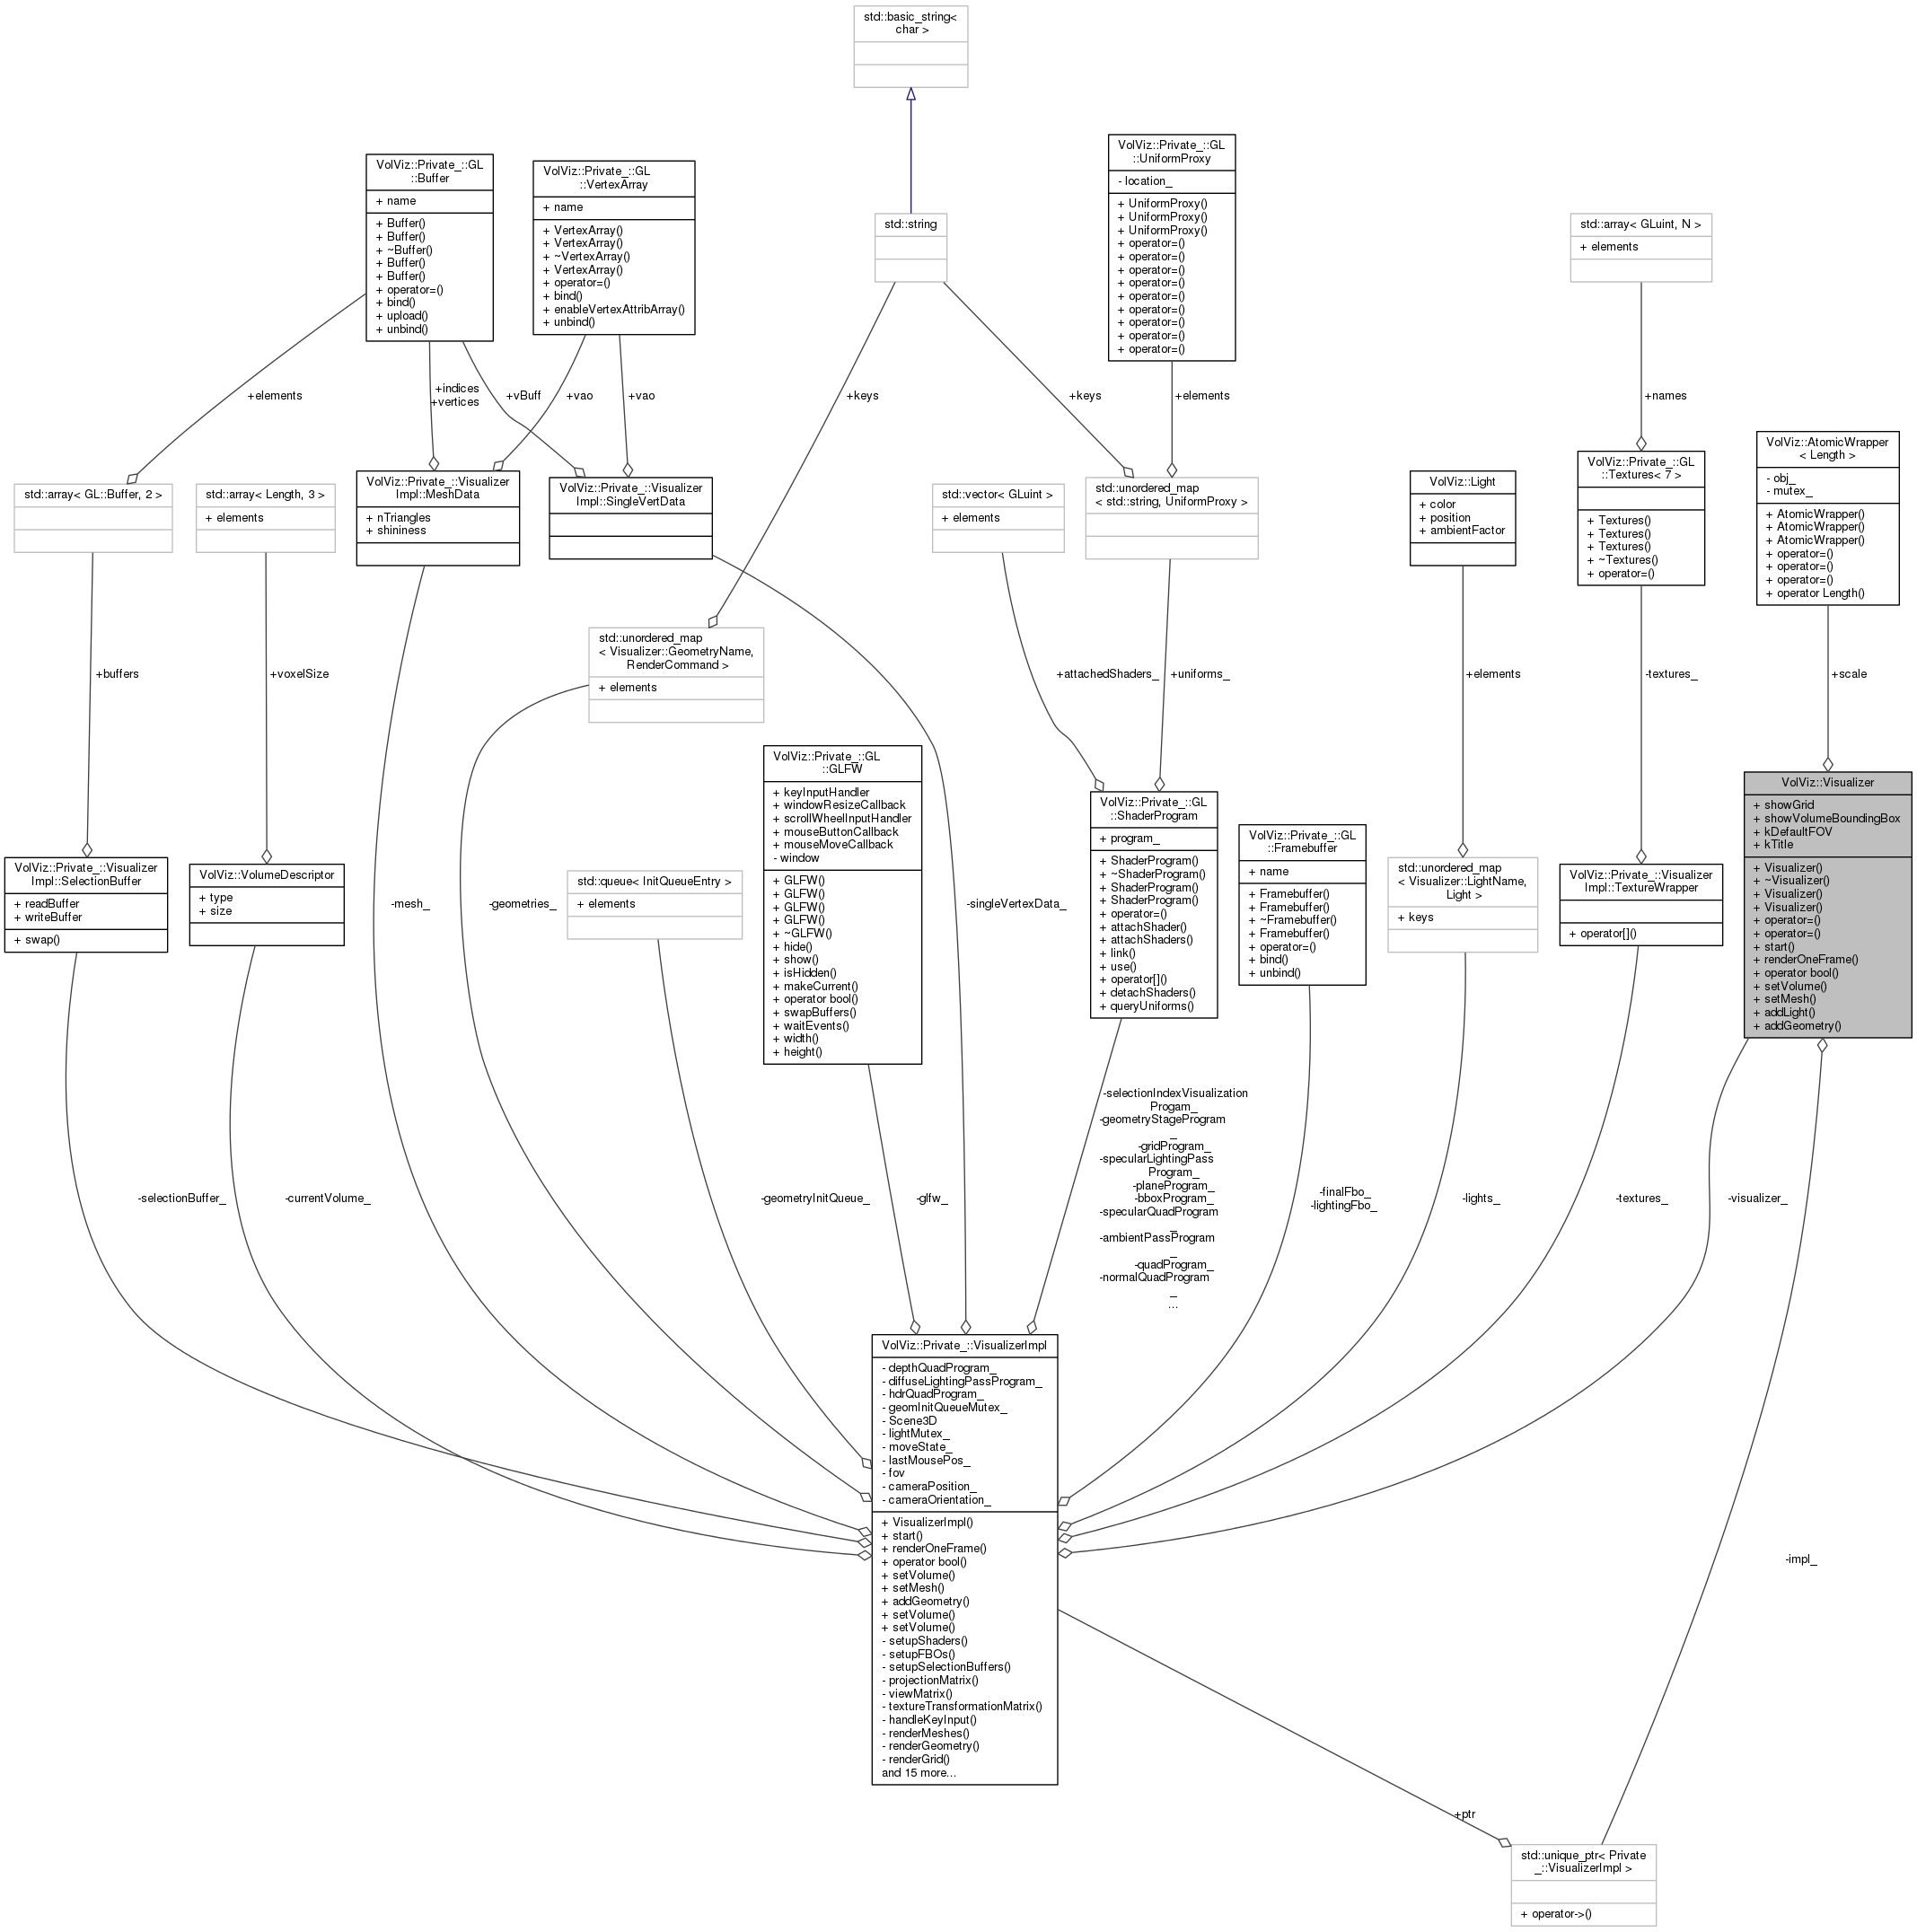 std::basic_string<
char >
VolViz::Private_::GL
::UniformProxy
- location_
+ UniformProxy()
+ UniformProxy()
+ UniformProxy()
+ operator=()
+ operator=()
+ operator=()
+ operator=()
+ operator=()
+ operator=()
+ operator=()
+ operator=()
+ operator=()
VolViz::Private_::GL
::Buffer
+ name
+ Buffer()
+ Buffer()
+ ~Buffer()
+ Buffer()
+ Buffer()
+ operator=()
+ bind()
+ upload()
+ unbind()
VolViz::Private_::GL
::VertexArray
+ name
+ VertexArray()
+ VertexArray()
+ ~VertexArray()
+ VertexArray()
+ operator=()
+ bind()
+ enableVertexAttribArray()
+ unbind()
std::string
std::array< GLuint, N >
+ elements
+elements
+indices
+vertices
+vBuff
+vao
+vao
+keys
+keys
+elements
+names
std::array< GL::Buffer, 2 >
std::array< Length, 3 >
+ elements
VolViz::Private_::Visualizer
Impl::MeshData
+ nTriangles
+ shininess
VolViz::Private_::Visualizer
Impl::SingleVertData
std::vector< GLuint >
+ elements
std::unordered_map
< std::string, UniformProxy >
VolViz::Light
+ color
+ position
+ ambientFactor
VolViz::Private_::GL
::Textures< 7 >
+ Textures()
+ Textures()
+ Textures()
+ ~Textures()
+ operator=()
VolViz::AtomicWrapper
< Length >
- obj_
- mutex_
+ AtomicWrapper()
+ AtomicWrapper()
+ AtomicWrapper()
+ operator=()
+ operator=()
+ operator=()
+ operator Length()
std::unordered_map
< Visualizer::GeometryName,
RenderCommand >
+ elements
+buffers
+voxelSize
+attachedShaders_
+uniforms_
+elements
-textures_
+scale
VolViz::Private_::Visualizer
Impl::SelectionBuffer
+ readBuffer
+ writeBuffer
+ swap()
VolViz::VolumeDescriptor
+ type
+ size
std::queue< InitQueueEntry >
+ elements
VolViz::Private_::GL
::GLFW
+ keyInputHandler
+ windowResizeCallback
+ scrollWheelInputHandler
+ mouseButtonCallback
+ mouseMoveCallback
- window
+ GLFW()
+ GLFW()
+ GLFW()
+ GLFW()
+ ~GLFW()
+ hide()
+ show()
+ isHidden()
+ makeCurrent()
+ operator bool()
+ swapBuffers()
+ waitEvents()
+ width()
+ height()
VolViz::Private_::GL
::ShaderProgram
+ program_
+ ShaderProgram()
+ ~ShaderProgram()
+ ShaderProgram()
+ ShaderProgram()
+ operator=()
+ attachShader()
+ attachShaders()
+ link()
+ use()
+ operator[]()
+ detachShaders()
+ queryUniforms()
VolViz::Private_::GL
::Framebuffer
+ name
+ Framebuffer()
+ Framebuffer()
+ ~Framebuffer()
+ Framebuffer()
+ operator=()
+ bind()
+ unbind()
std::unordered_map
< Visualizer::LightName,
Light >
+ keys
VolViz::Private_::Visualizer
Impl::TextureWrapper
+ operator[]()
VolViz::Visualizer
+ showGrid
+ showVolumeBoundingBox
+ kDefaultFOV
+ kTitle
+ Visualizer()
+ ~Visualizer()
+ Visualizer()
+ Visualizer()
+ operator=()
+ operator=()
+ start()
+ renderOneFrame()
+ operator bool()
+ setVolume()
+ setMesh()
+ addLight()
+ addGeometry()
-mesh_
-geometries_
-singleVertexData_
-selectionBuffer_
-currentVolume_
-geometryInitQueue_
-glfw_
-selectionIndexVisualization
Progam_
-geometryStageProgram
_
-gridProgram_
-specularLightingPass
Program_
-planeProgram_
-bboxProgram_
-specularQuadProgram
_
-ambientPassProgram
_
-quadProgram_
-normalQuadProgram
_
...
-finalFbo_
-lightingFbo_
-lights_
-textures_
-visualizer_
-impl_
VolViz::Private_::VisualizerImpl
- depthQuadProgram_
- diffuseLightingPassProgram_
- hdrQuadProgram_
- geomInitQueueMutex_
- Scene3D
- lightMutex_
- moveState_
- lastMousePos_
- fov
- cameraPosition_
- cameraOrientation_
+ VisualizerImpl()
+ start()
+ renderOneFrame()
+ operator bool()
+ setVolume()
+ setMesh()
+ addGeometry()
+ setVolume()
+ setVolume()
- setupShaders()
- setupFBOs()
- setupSelectionBuffers()
- projectionMatrix()
- viewMatrix()
- textureTransformationMatrix()
- handleKeyInput()
- renderMeshes()
- renderGeometry()
- renderGrid()
and 15 more...
+ptr
std::unique_ptr< Private
_::VisualizerImpl >
+ operator->()